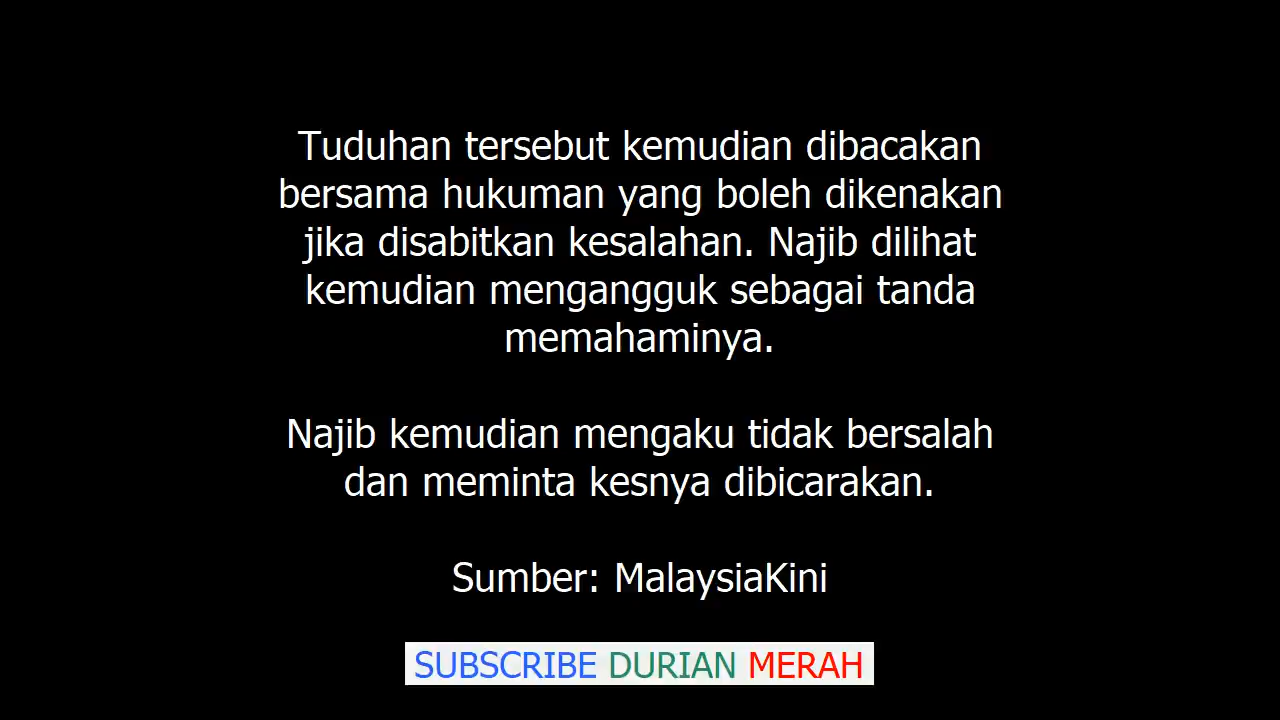 Tuduhan tersebut kemudian dibacakan
bersama hukuman yang boleh dikenakan
jika disabitkan kesalahan. Najib dilihat
kemudian mengangguk sebagai tanda
memahaminya.
Najib kemudian mengaku tidak bersalah
dan meminta kesnya dibicarakan.
Sumber: MalaysiaKini
SUBSCRIBE DURIAN MERAH